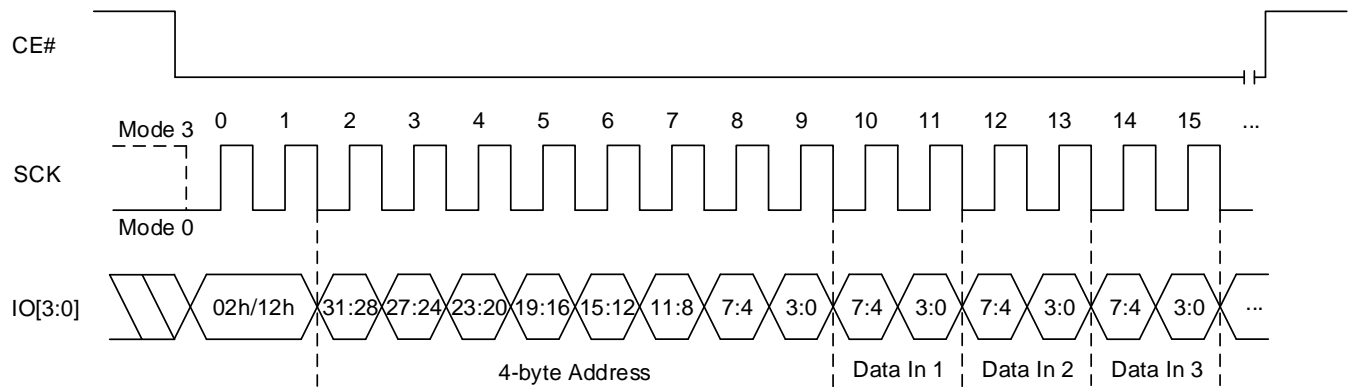 CE#
Mode 3 0 1 2 3 4 5 6 7 8 9 10 11 12 13 14 15 ...
SCK
Mode 0
IO[3:0] 02h/12h 31:28 27:24 23:20 19:16 15:12 11:8 7:4 3:0 7:4 3:0 7:4 3:0 7:4 3:0 ...
4-byte Address Data In 1 Data In 2 Data In 3